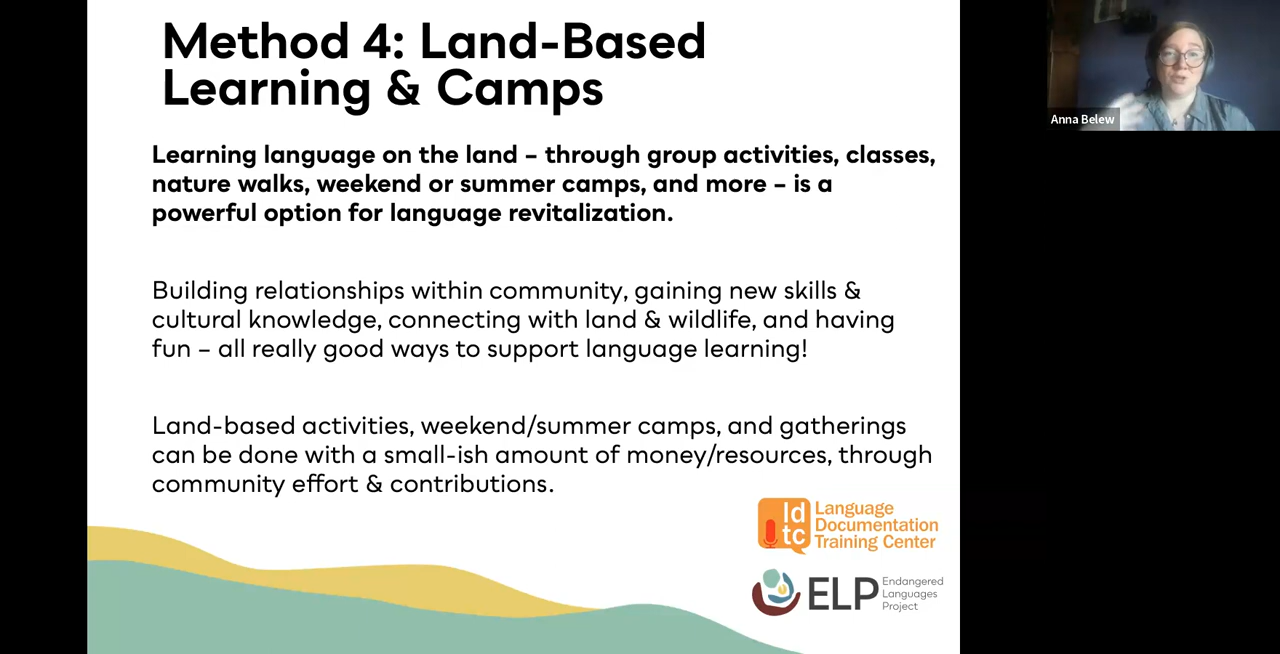 Method 4: Land-Based
Learning & Camps
Learning language on the land – through group activities, classes,
nature walks, weekend or summer camps, and more – is a
powerful option for language revitalization.
Building relationships within community, gaining new skills &
cultural knowledge, connecting with land & wildlife, and having
fun – all really good ways to support language learning!
Land-based activities, weekend/summer camps, and gatherings
can be done with a small-ish amount of money/resources, through
community effort & contributions.
ld
tc
Language
Documentation
Training Center
ELP
Endangered
Languages
Project
Anna Belew